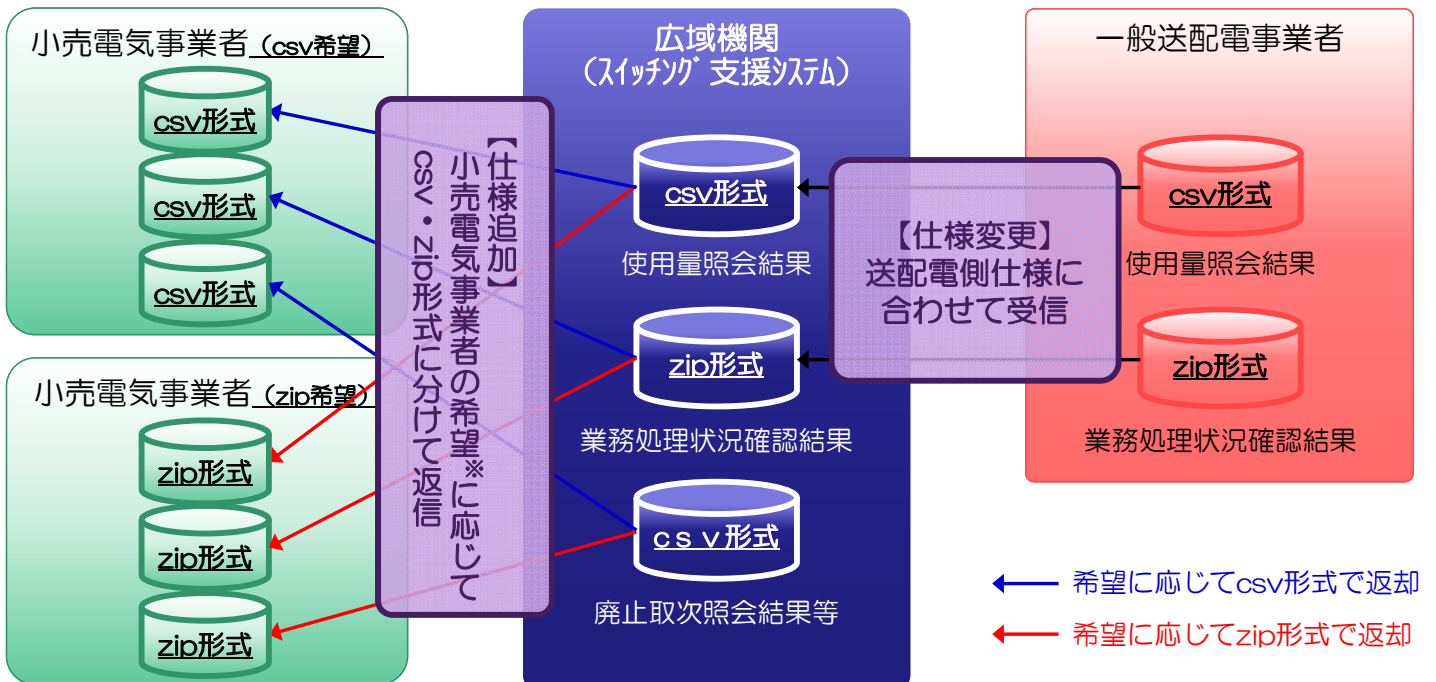 小売電気事業者（csv希望）
csv形式
csv形式
csv形式
小売電気事業者（zip希望）
zip形式
zip形式
zip形式
【仕様追加】
小売電気事業者の希望※に応じて
csv・zip形式に分けて返信
広域機関
（ｽｲｯﾁﾝｸﾞ支援ｼｽﾃﾑ）
csv形式
使用量照会結果
zip形式
業務処理状況確認結果
ｃｓｖ形式
廃止取次照会結果等
【仕様変更】
送配電側仕様に
合わせて受信
一般送配電事業者
csv形式
使用量照会結果
zip形式
業務処理状況確認結果
希望に応じてcsv形式で返却
希望に応じてzip形式で返却